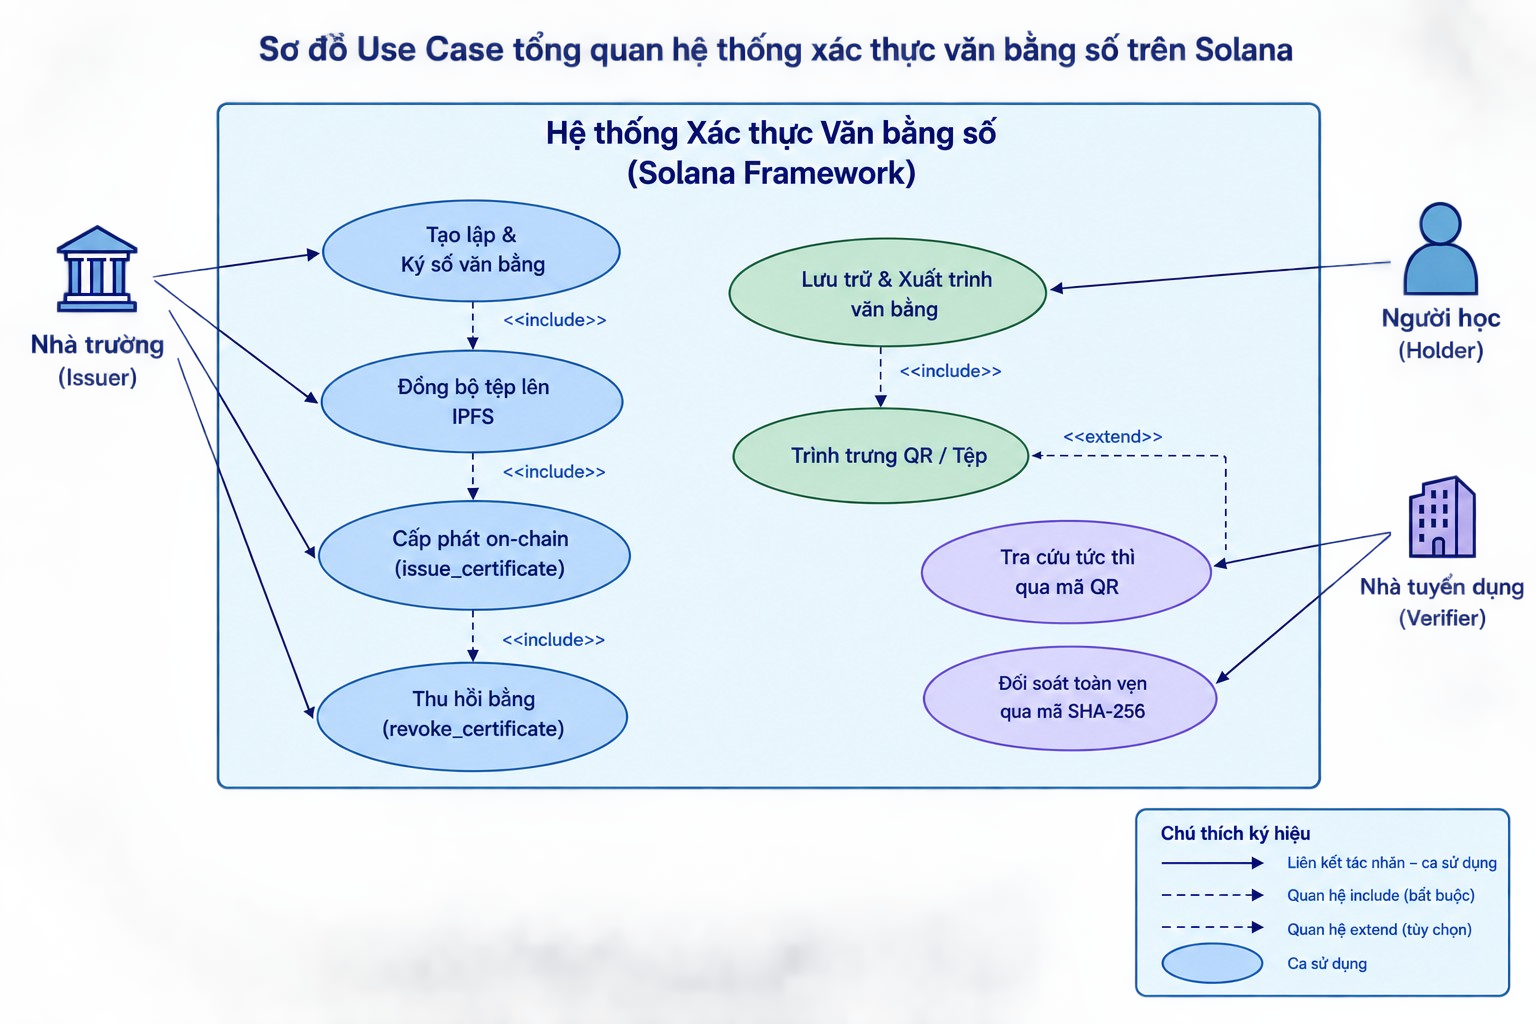 Sơ đồ Use Case tổng quan hệ thống xác thực văn bằng số trên Solana
Hệ thống Xác thực Văn bằng số
(Solana Framework)
Nhà trường
(Issuer)
Tạo lập &
Ký số văn bằng
<<include>>
Đồng bộ tệp lên
IPFS
<<include>>
Cấp phát on-chain
(issue_certificate)
<<include>>
Thu hồi bằng
(revoke_certificate)
Lưu trữ & Xuất trình
văn bằng
<<include>>
Trình trưng QR / Tệp
<<extend>>
Tra cứu tức thì
qua mã QR
Đối soát toàn vẹn
qua mã SHA-256
Người học
(Holder)
Nhà tuyển dụng
(Verifier)
Chú thích ký hiệu
Liên kết tác nhân – ca sử dụng
Quan hệ include (bắt buộc)
Quan hệ extend (tùy chọn)
Ca sử dụng